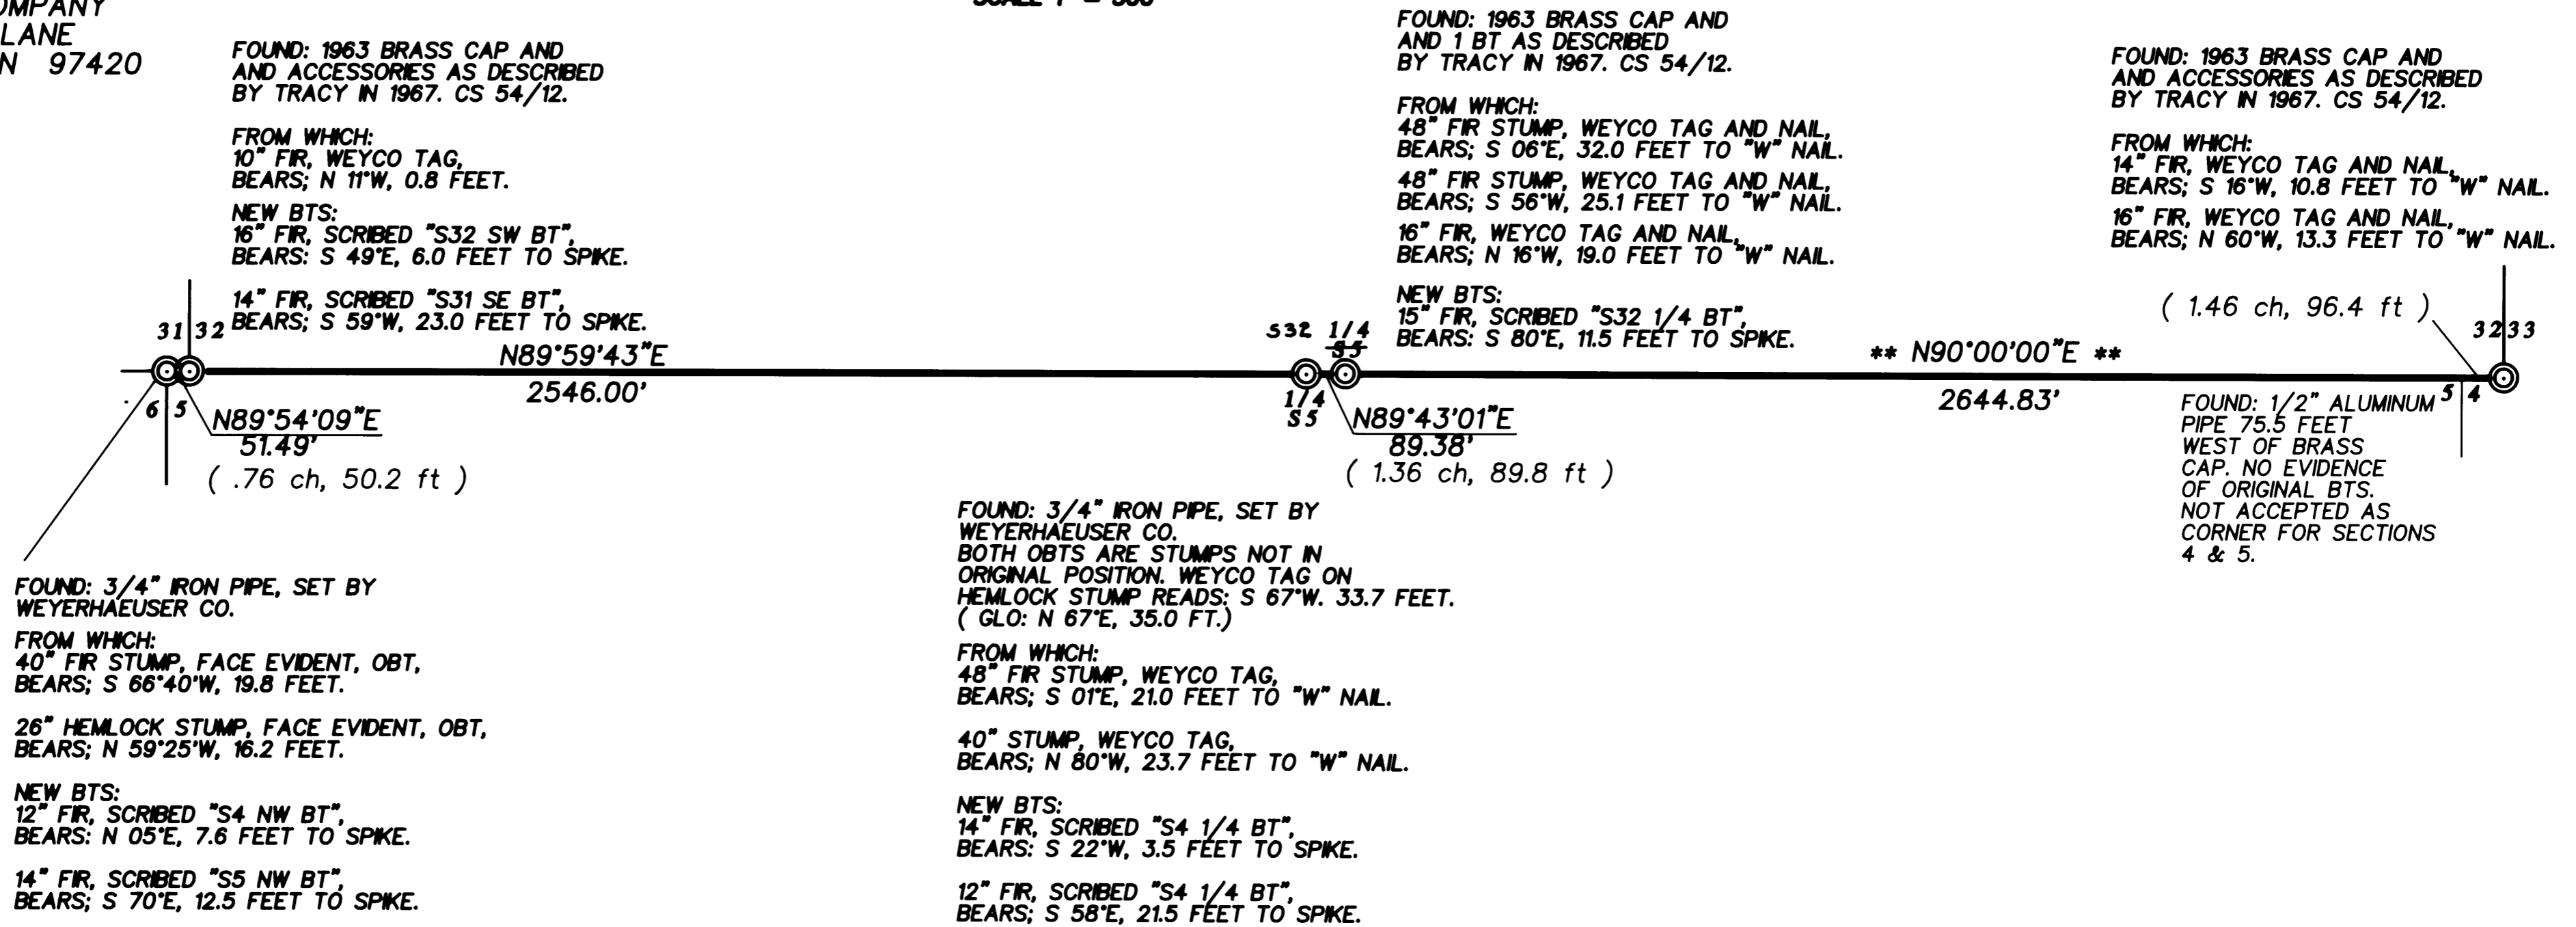 OMPANY
LANE
N 97420
FOUND: 1963 BRASS CAP AND
AND ACCESSORIES AS DESCRIBED
BY TRACY IN 1967. CS 54/12.
FROM WHICH:
10" FIR, WEYCO TAG,
BEARS; N 11°W, 0.8 FEET.
NEW BTS:
16" FIR, SCRIBED "S32 SW BT",
BEARS: S 49°E, 6.0 FEET TO SPIKE.
14" FIR, SCRIBED "S31 SE BT",
BEARS; S 59°W, 23.0 FEET TO SPIKE.
FOUND: 1963 BRASS CAP AND
AND 1 BT AS DESCRIBED
BY TRACY IN 1967. CS 54/12.
FROM WHICH:
48" FIR STUMP, WEYCO TAG AND NAIL,
BEARS; S 06°E, 32.0 FEET TO "W" NAIL.
48" FIR STUMP, WEYCO TAG AND NAIL,
BEARS; S 56°W, 25.1 FEET TO "W" NAIL.
16" FIR, WEYCO TAG AND NAIL,
BEARS; N 16°W, 19.0 FEET TO "W" NAIL.
NEW BTS:
15" FIR, SCRIBED "S32 1/4 BT",
BEARS: S 80°E, 11.5 FEET TO SPIKE.
FOUND: 1963 BRASS CAP AND
AND ACCESSORIES AS DESCRIBED
BY TRACY IN 1967. CS 54/12.
FROM WHICH:
14" FIR, WEYCO TAG AND NAIL,
BEARS; S 16°W, 10.8 FEET TO "W" NAIL.
16" FIR, WEYCO TAG AND NAIL,
BEARS; N 60°W, 13.3 FEET TO "W" NAIL.
( 1.46 ch, 96.4 ft )
31 32
S32 1/4
S5
32 33
N89°59'43"E
2546.00'
** N90°00'00"E **
2644.83'
6 5
1/4
S5
5 4
N89°54'09"E
51.49'
( .76 ch, 50.2 ft )
N89°43'01"E
89.38'
( 1.36 ch, 89.8 ft )
FOUND: 1/2" ALUMINUM
PIPE 75.5 FEET
WEST OF BRASS
CAP. NO EVIDENCE
OF ORIGINAL BTS.
NOT ACCEPTED AS
CORNER FOR SECTIONS
4 & 5.
FOUND: 3/4" IRON PIPE, SET BY
WEYERHAEUSER CO.
FROM WHICH:
40" FIR STUMP, FACE EVIDENT, OBT,
BEARS; S 66°40'W, 19.8 FEET.
26" HEMLOCK STUMP, FACE EVIDENT, OBT,
BEARS; N 59°25'W, 16.2 FEET.
NEW BTS:
12" FIR, SCRIBED "S4 NW BT",
BEARS: N 05°E, 7.6 FEET TO SPIKE.
14" FIR, SCRIBED "S5 NW BT",
BEARS; S 70°E, 12.5 FEET TO SPIKE.
FOUND: 3/4" IRON PIPE, SET BY
WEYERHAEUSER CO.
BOTH OBTS ARE STUMPS NOT IN
ORIGINAL POSITION. WEYCO TAG ON
HEMLOCK STUMP READS: S 67°W. 33.7 FEET.
( GLO: N 67°E, 35.0 FT.)
FROM WHICH:
48" FIR STUMP, WEYCO TAG,
BEARS; S 01°E, 21.0 FEET TO "W" NAIL.
40" STUMP, WEYCO TAG,
BEARS; N 80°W, 23.7 FEET TO "W" NAIL.
NEW BTS:
14" FIR, SCRIBED "S4 1/4 BT",
BEARS: S 22°W, 3.5 FEET TO SPIKE.
12" FIR, SCRIBED "S4 1/4 BT",
BEARS; S 58°E, 21.5 FEET TO SPIKE.